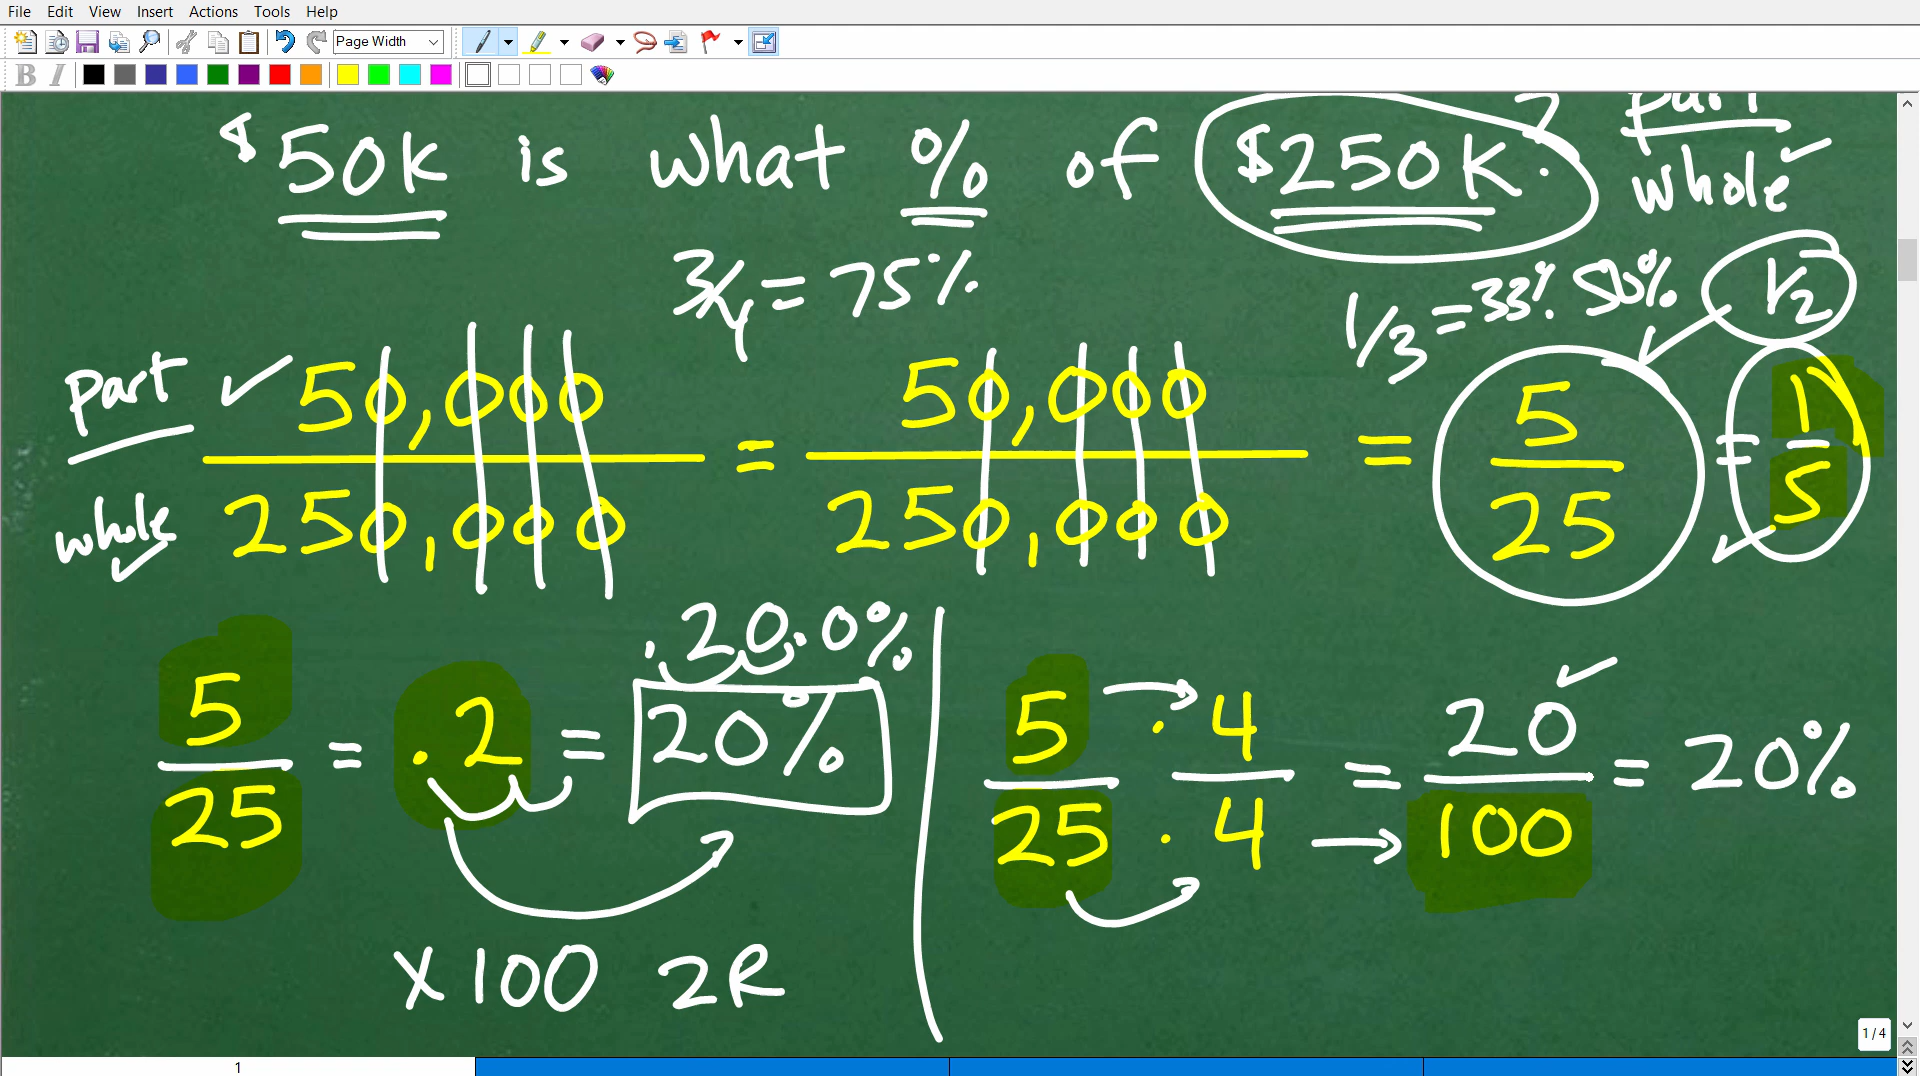 File Edit View Insert Actions Tools Help
Page Width
B I
$50K is what % of $250K? part
whole
3/4 = 75%
1/3 = 33% 50% 1/2
part 50,000 = 50,000 = 5 = 1
whole 250,000 250,000 25 5
.20.0%
5 = .2 = 20%
25
5 · 4 = 20 = 20%
25 · 4 100
x100 2R
1 / 4
1